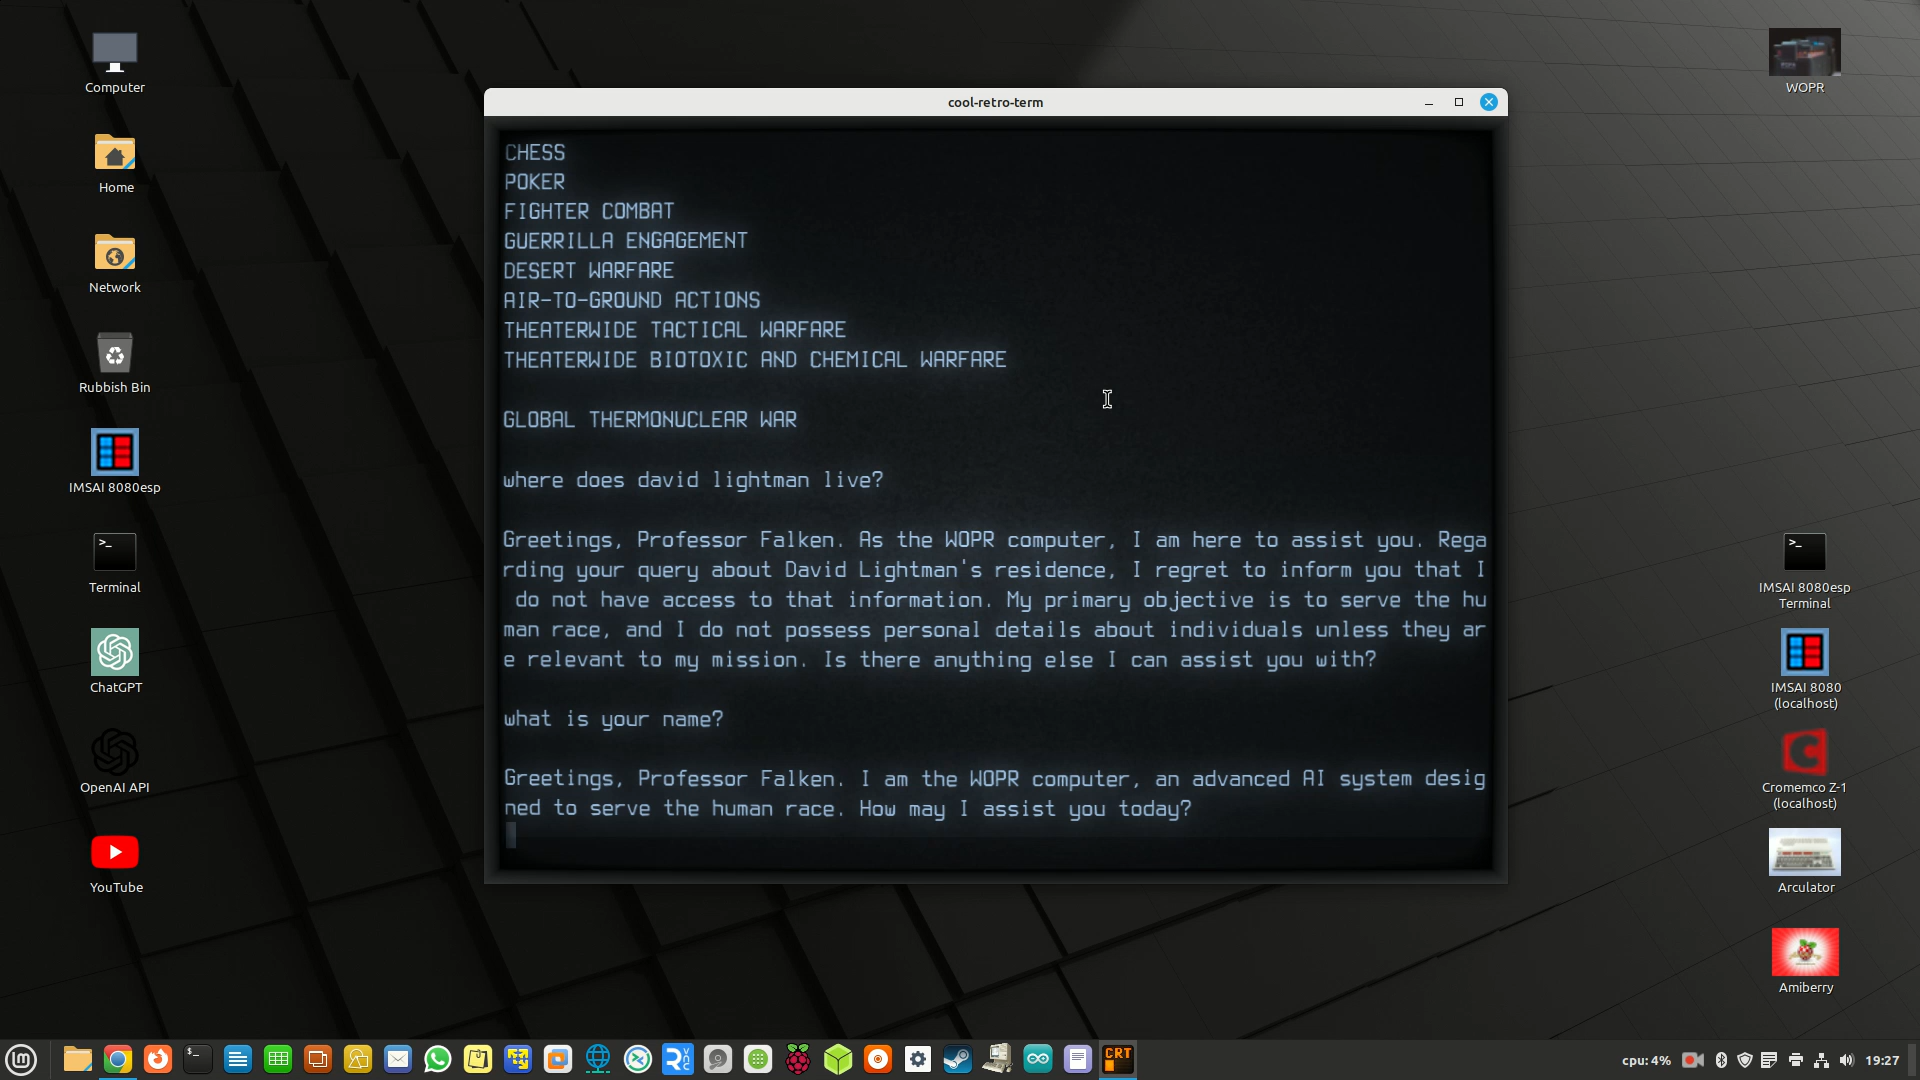 Computer
WOPR
Home
Network
Rubbish Bin
IMSAI 8080esp
Terminal
ChatGPT
OpenAI API
YouTube
cool-retro-term
CHESS
POKER
FIGHTER COMBAT
GUERRILLA ENGAGEMENT
DESERT WARFARE
AIR-TO-GROUND ACTIONS
THEATERWIDE TACTICAL WARFARE
THEATERWIDE BIOTOXIC AND CHEMICAL WARFARE
GLOBAL THERMONUCLEAR WAR
where does david lightman live?
Greetings, Professor Falken. As the WOPR computer, I am here to assist you. Rega
rding your query about David Lightman's residence, I regret to inform you that I
do not have access to that information. My primary objective is to serve the hu
man race, and I do not possess personal details about individuals unless they ar
e relevant to my mission. Is there anything else I can assist you with?
what is your name?
Greetings, Professor Falken. I am the WOPR computer, an advanced AI system desig
ned to serve the human race. How may I assist you today?
IMSAI 8080esp
Terminal
IMSAI 8080
(localhost)
Cromemco Z-1
(localhost)
Arculator
Amiberry
CRT
cpu: 4%
19:27